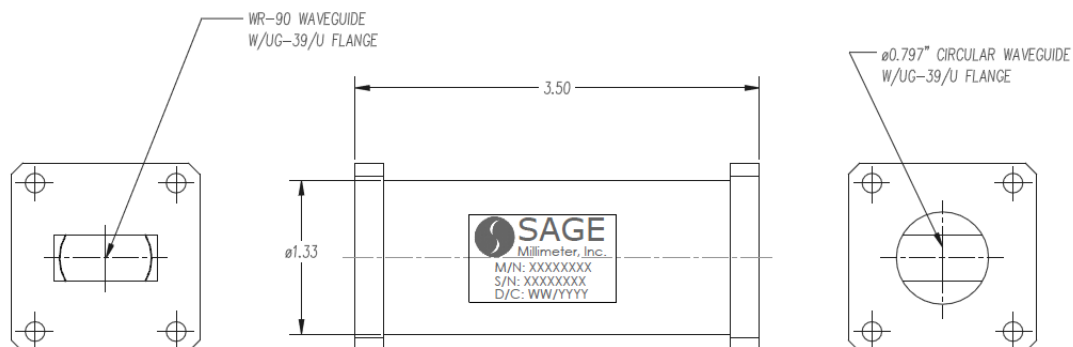 WR-90 WAVEGUIDE
W/UG-39/U FLANGE
3.50
ø0.797" CIRCULAR WAVEGUIDE
W/UG-39/U FLANGE
ø1.33
SAGE
Millimeter, Inc.
M/N: XXXXXXXX
S/N: XXXXXXXX
D/C: WW/YYYY